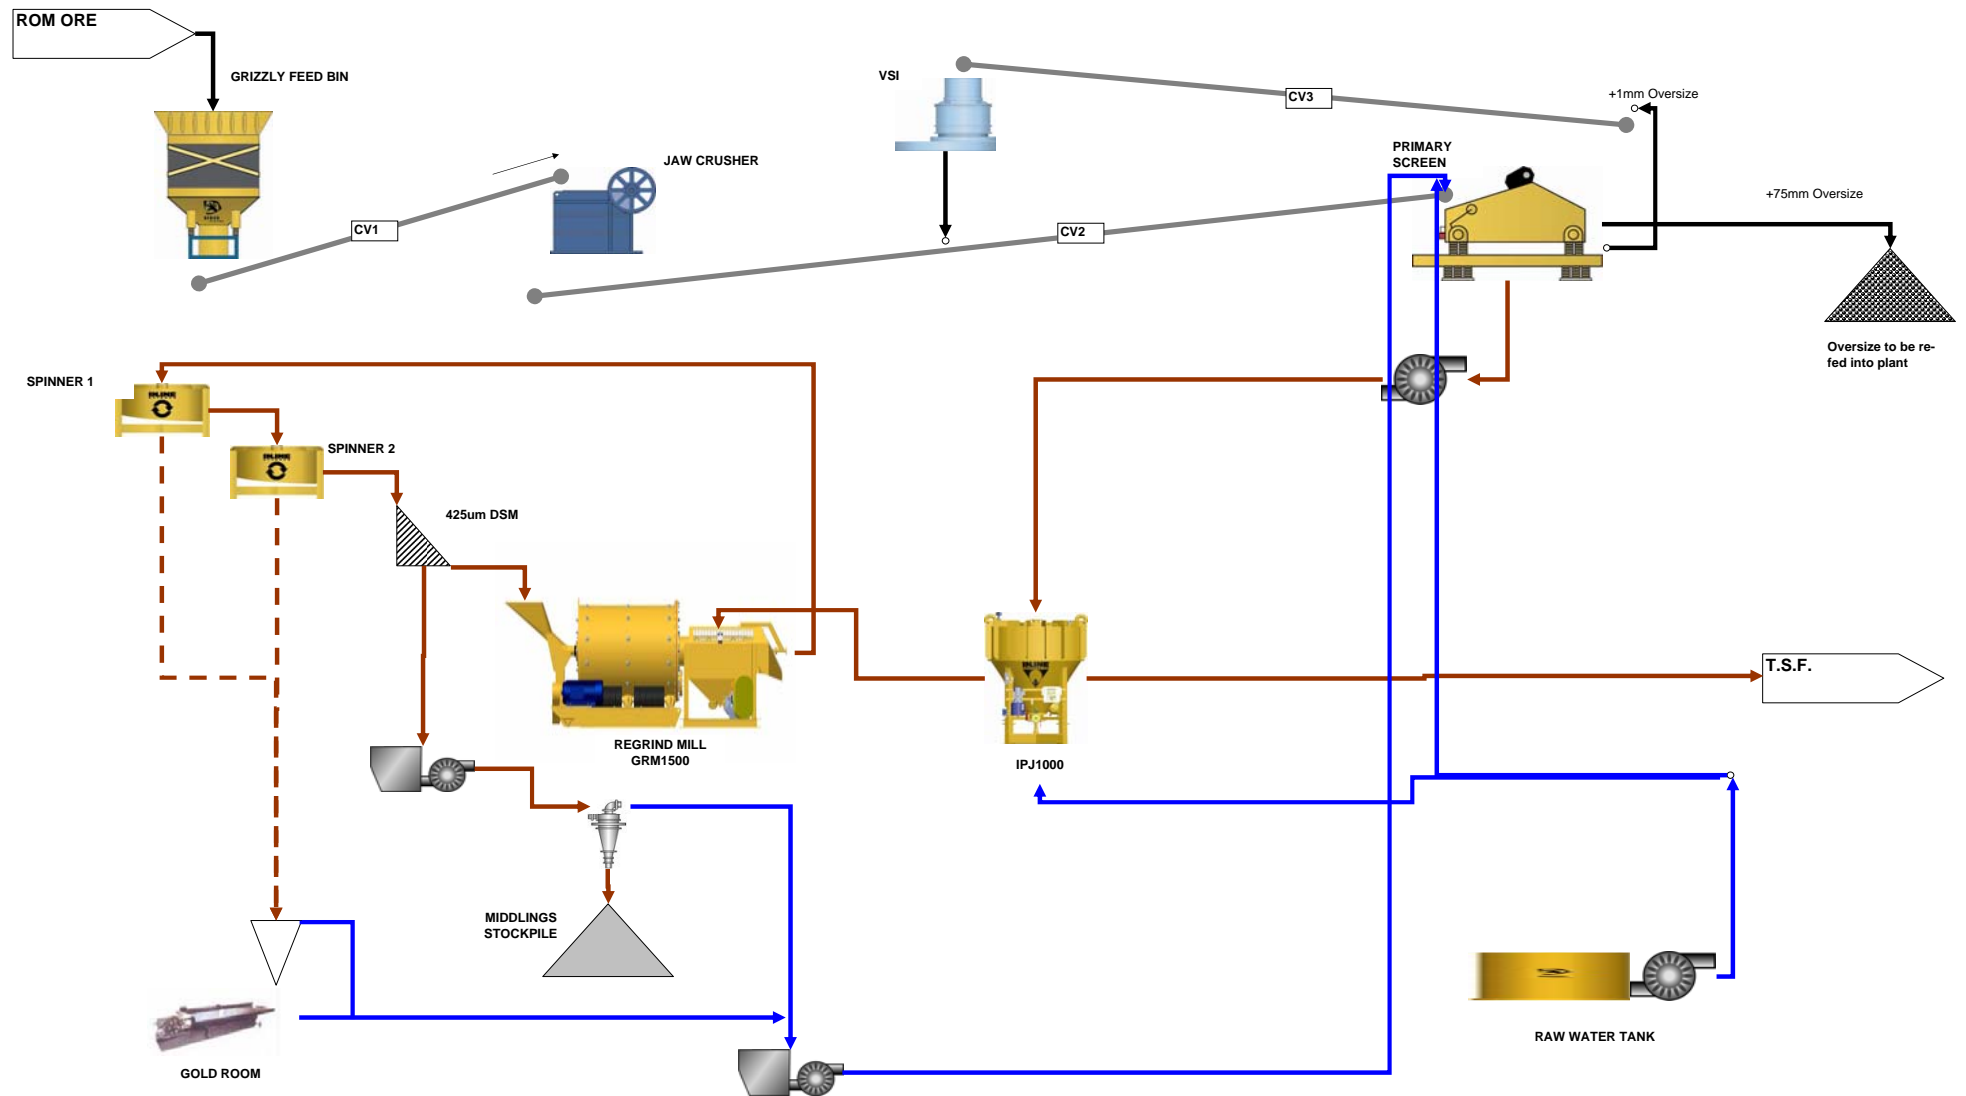 ROM ORE
GRIZZLY FEED BIN
VSI
CV3
+1mm Oversize
JAW CRUSHER
PRIMARY
SCREEN
+75mm Oversize
CV1
CV2
Oversize to be re-
fed into plant
SPINNER 1
SPINNER 2
425um DSM
T.S.F.
REGRIND MILL
GRM1500
IPJ1000
MIDDLINGS
STOCKPILE
RAW WATER TANK
GOLD ROOM